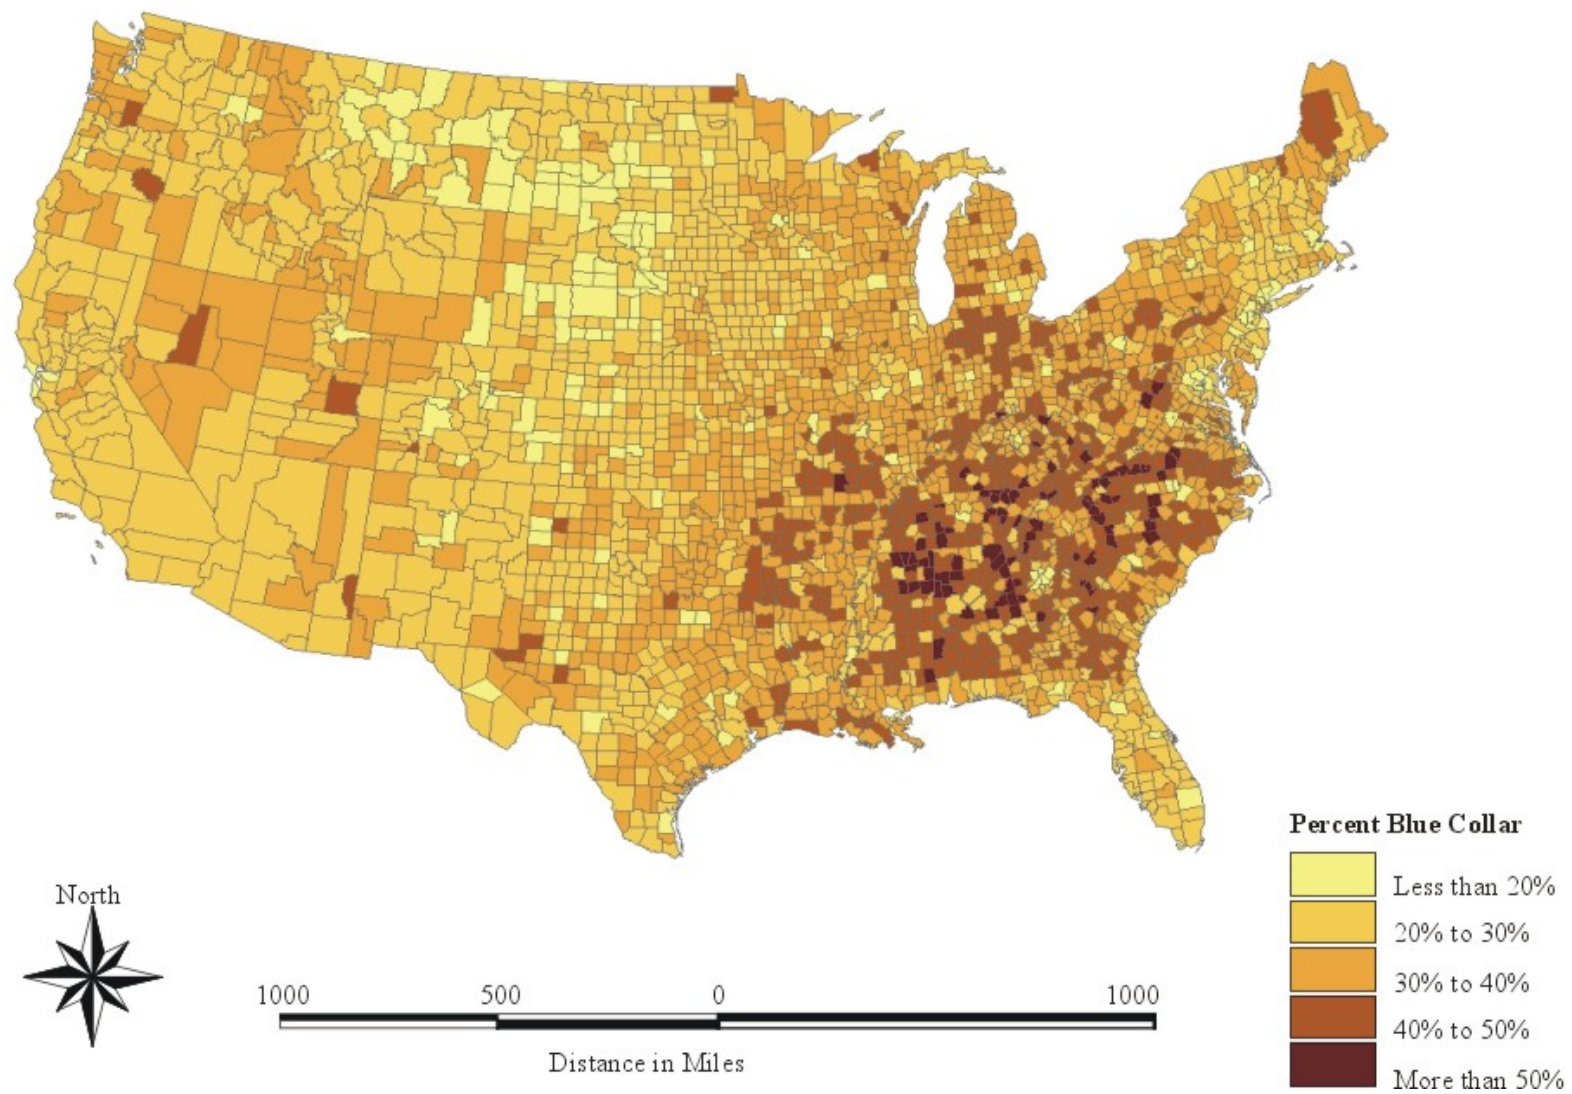 Percent Blue Collar
Less than 20%
20% to 30%
30% to 40%
40% to 50%
More than 50%
North
1000 500 0 1000
Distance in Miles